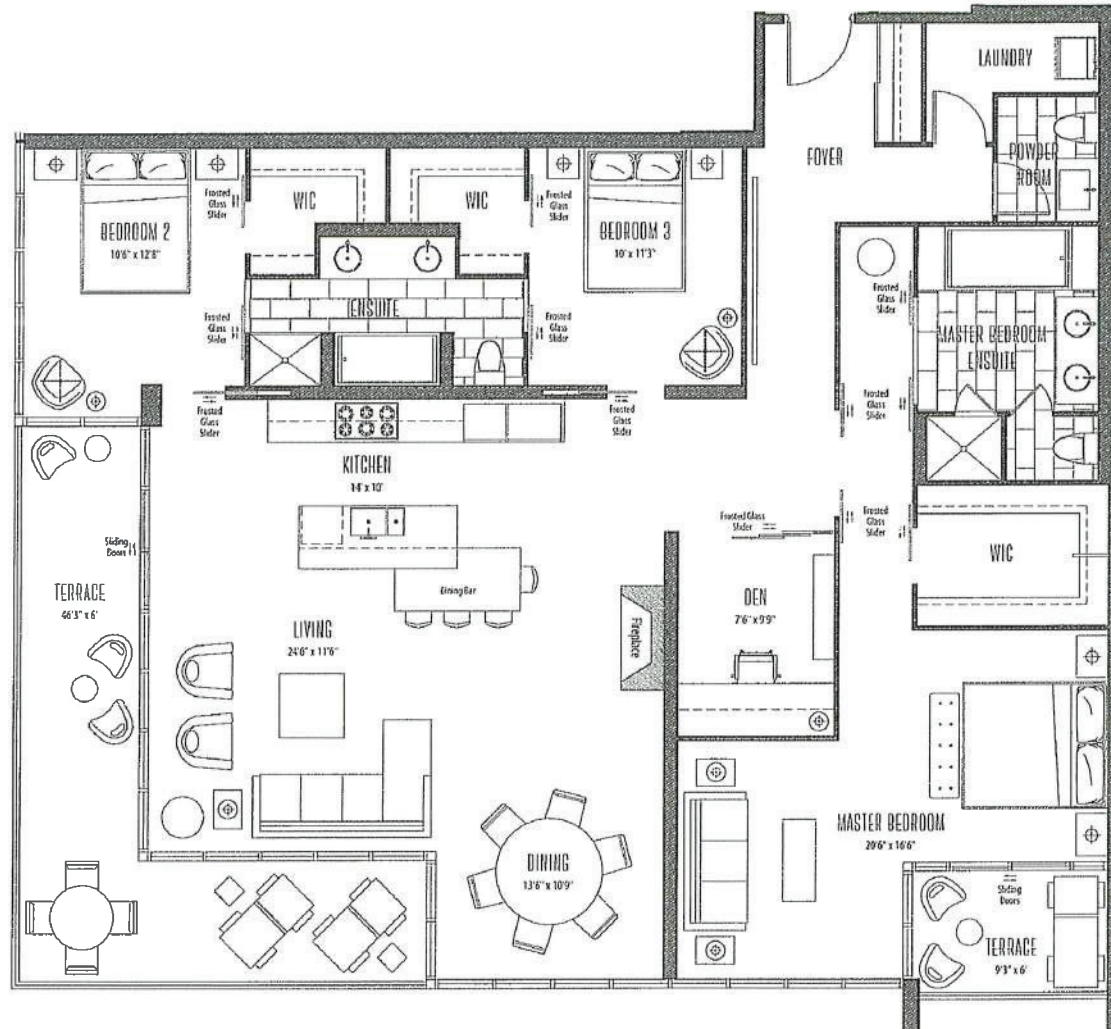 LAUNDRY
FOYER
POWDER
ROOM
WIC
WIC
Frosted
Glass
Slider
Frosted
Glass
Slider
BEDROOM 2
10'6" x 12'8"
BEDROOM 3
10' x 11'3"
ENSUITE
Frosted
Glass
Slider
Frosted
Glass
Slider
Frosted
Glass
Slider
MASTER BEDROOM
ENSUITE
Frosted
Glass
Slider
Frosted
Glass
Slider
Frosted
Glass
Slider
KITCHEN
x 10'
Frosted Glass
Slider
Frosted
Glass
Slider
WIC
Sliding
Doors
TERRACE
46'3" x 6'
Dining Bar
DEN
7'6" x 9'9"
Fireplace
LIVING
24'6" x 11'6"
MASTER BEDROOM
20'6" x 16'6"
DINING
13'6" x 10'9"
Sliding
Doors
TERRACE
9'3" x 6'